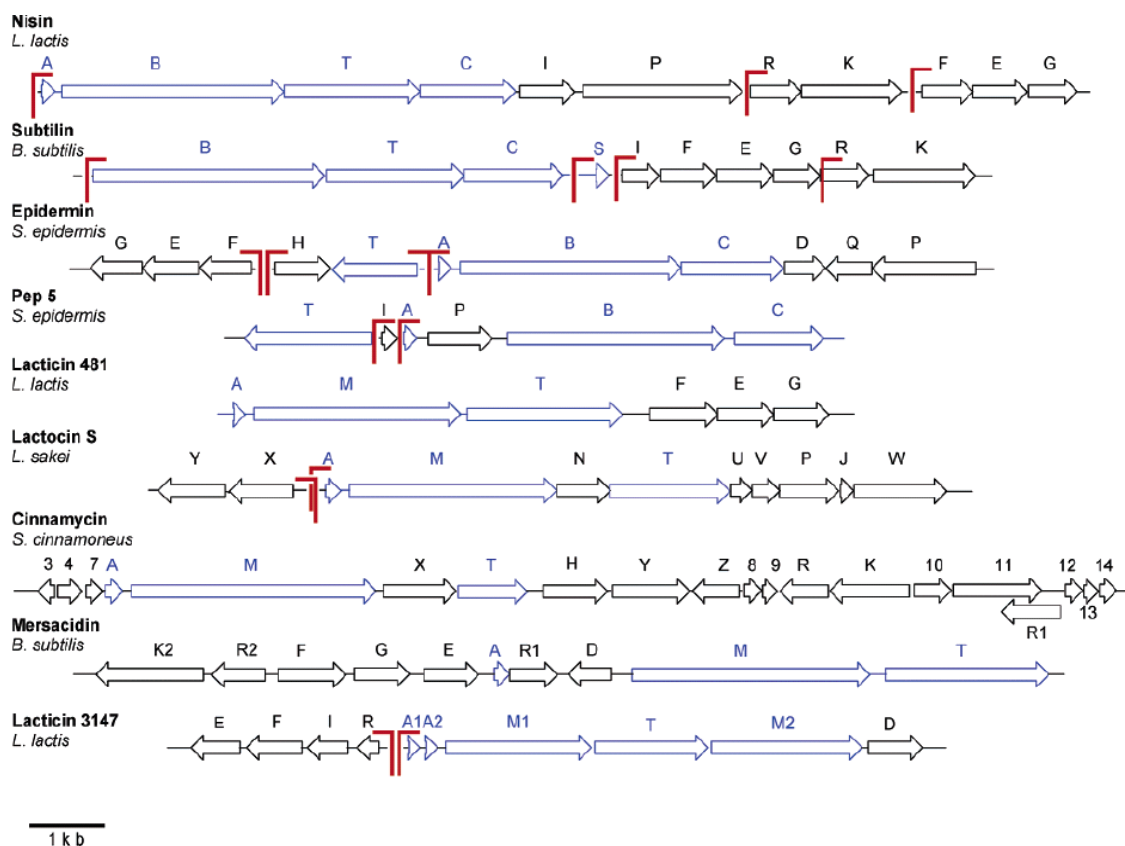 Nisin
L. lactis
A B T C I P R K F E G
Subtilin
B. subtilis
B T C S I F E G R K
Epidermin
S. epidermis
G E F H T A B C D Q P
Pep 5
S. epidermis
T I A P B C
Lacticin 481
L. lactis
A M T F E G
Lactocin S
L. sakei
Y X A M N T U V P J W
Cinnamycin
S. cinnamoneus
3 4 7 A M X T H Y Z 8 9 R K 10 11 12 14
13
R1
Mersacidin
B. subtilis
K2 R2 F G E A R1 D M T
Lacticin 3147
L. lactis
E F I R A1 A2 M1 T M2 D
1 k b